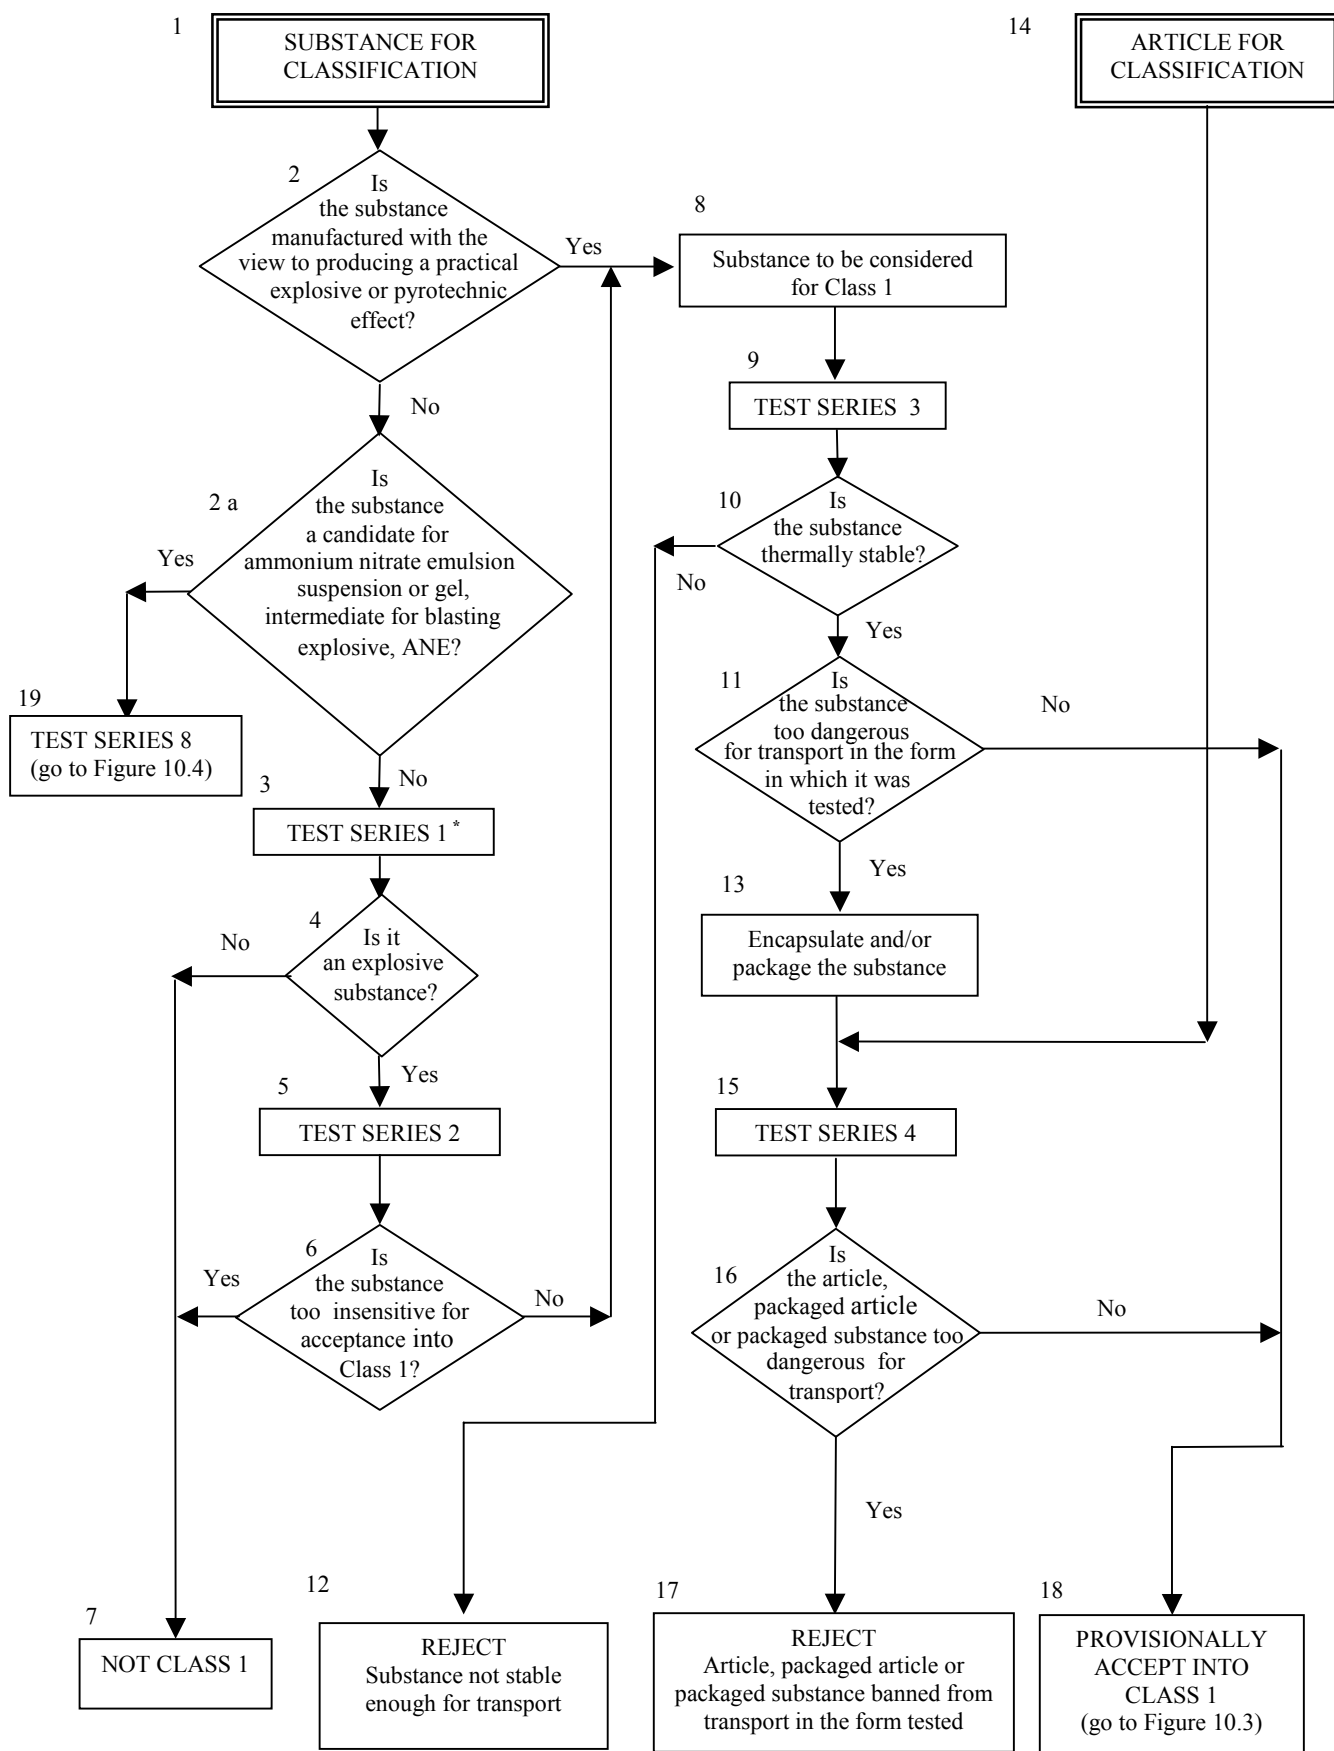 1
SUBSTANCE FOR
CLASSIFICATION
14
ARTICLE FOR
CLASSIFICATION
2
Is
the substance
manufactured with the
view to producing a practical
explosive or pyrotechnic
effect?
Yes
8
Substance to be considered
for Class 1
No
9
TEST SERIES 3
2 a
Is
the substance
a candidate for
ammonium nitrate emulsion
suspension or gel,
intermediate for blasting
explosive, ANE?
Yes
10
Is
the substance
thermally stable?
No
Yes
19
TEST SERIES 8
(go to Figure 10.4)
11
Is
the substance
too dangerous
for transport in the form
in which it was
tested?
No
No
3
TEST SERIES 1 *
Yes
13
Encapsulate and/or
package the substance
4
Is it
an explosive
substance?
No
Yes
5
TEST SERIES 2
15
TEST SERIES 4
6
Is
the substance
too insensitive for
acceptance into
Class 1?
Yes
No
16
Is
the article,
packaged article
or packaged substance too
dangerous for
transport?
No
Yes
7
NOT CLASS 1
12
REJECT
Substance not stable
enough for transport
17
REJECT
Article, packaged article or
packaged substance banned from
transport in the form tested
18
PROVISIONALLY
ACCEPT INTO
CLASS 1
(go to Figure 10.3)